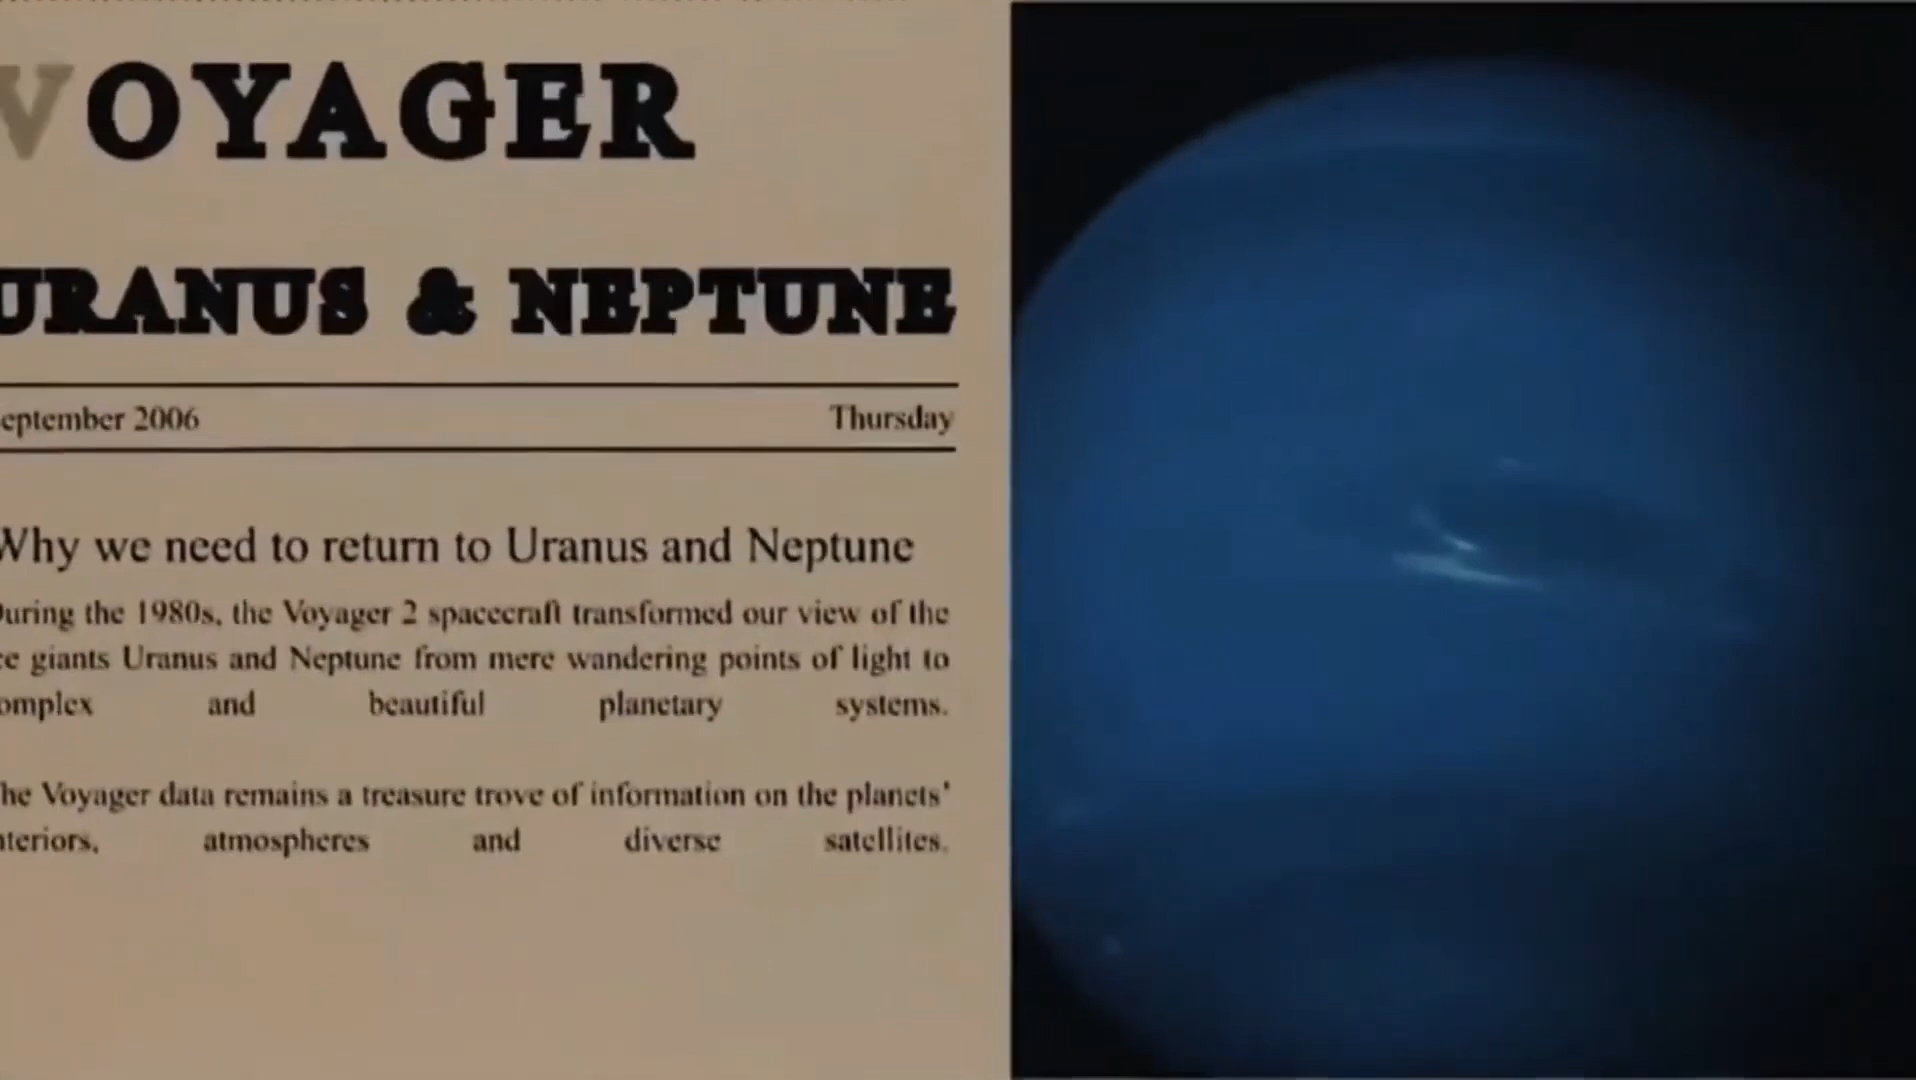 VOYAGER
URANUS & NEPTUNE
eptember 2006 Thursday
Why we need to return to Uranus and Neptune
During the 1980s, the Voyager 2 spacecraft transformed our view of the
ce giants Uranus and Neptune from mere wandering points of light to
omplex and beautiful planetary systems.
he Voyager data remains a treasure trove of information on the planets'
nteriors, atmospheres and diverse satellites.